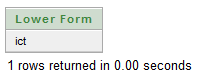 Lower Form
ict
1 rows returned in 0.00 seconds